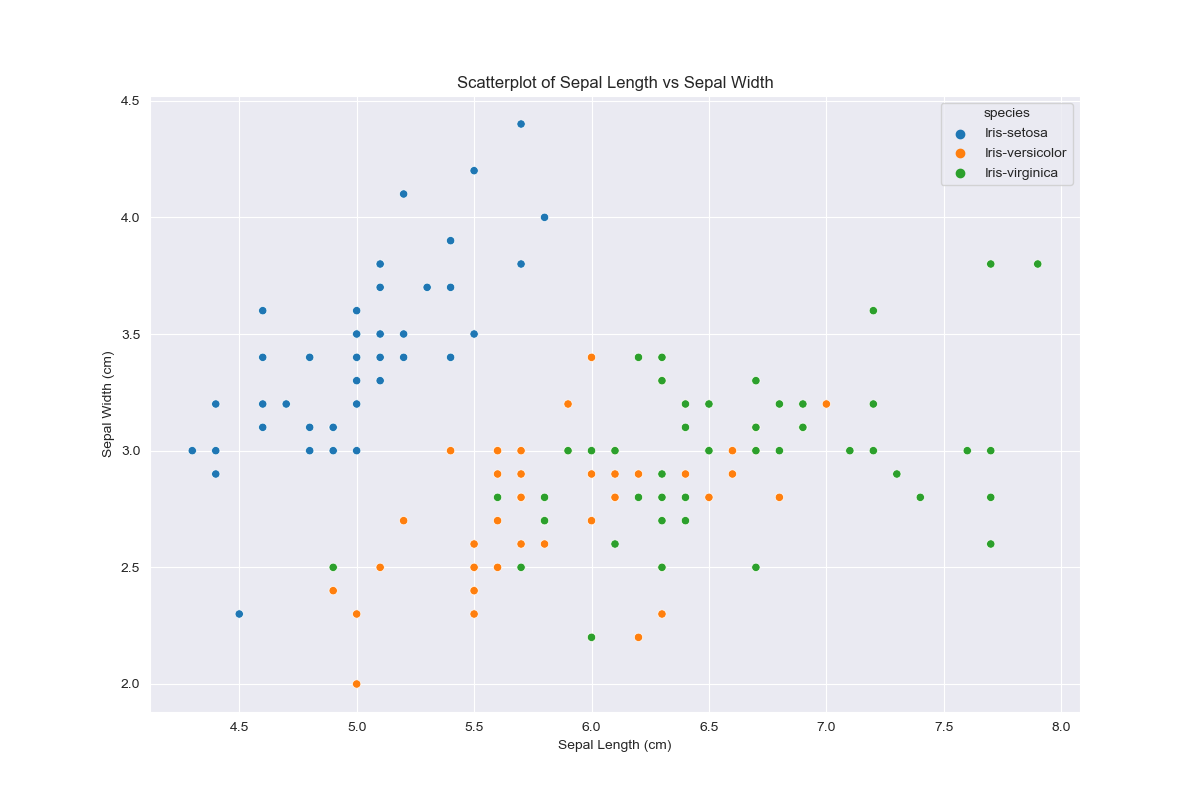 Scatterplot of Sepal Length vs Sepal Width
species
Iris-setosa
Iris-versicolor
Iris-virginica
4.5
4.0
3.5
3.0
2.5
2.0
Sepal Width (cm)
4.5 5.0 5.5 6.0 6.5 7.0 7.5 8.0
Sepal Length (cm)